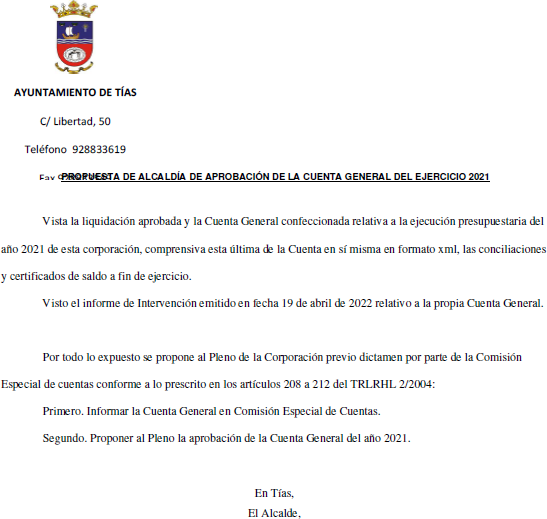 AYUNTAMIENTO DE TÍAS
C/ Libertad, 50
Teléfono 928833619
Fax
PROPUESTA DE ALCALDÍA DE APROBACIÓN DE LA CUENTA GENERAL DEL EJERCICIO 2021
Vista la liquidación aprobada y la Cuenta General confeccionada relativa a la ejecución presupuestaria del
año 2021 de esta corporación, comprensiva esta última de la Cuenta en sí misma en formato xml, las conciliaciones
y certificados de saldo a fin de ejercicio.
Visto el informe de Intervención emitido en fecha 19 de abril de 2022 relativo a la propia Cuenta General.
Por todo lo expuesto se propone al Pleno de la Corporación previo dictamen por parte de la Comisión
Especial de cuentas conforme a lo prescrito en los artículos 208 a 212 del TRLRHL 2/2004:
Primero. Informar la Cuenta General en Comisión Especial de Cuentas.
Segundo. Proponer al Pleno la aprobación de la Cuenta General del año 2021.
En Tías,
El Alcalde,